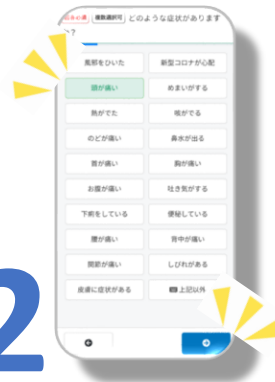 複数選択可 どのような症状があります
か？
風邪をひいた 新型コロナが心配
頭が痛い めまいがする
熱がでた 咳がでる
のどが痛い 鼻水が出る
首が痛い 胸が痛い
お腹が痛い 吐き気がする
下痢をしている 便秘している
腰が痛い 背中が痛い
関節が痛い しびれがある
皮膚に症状がある 上記以外
2